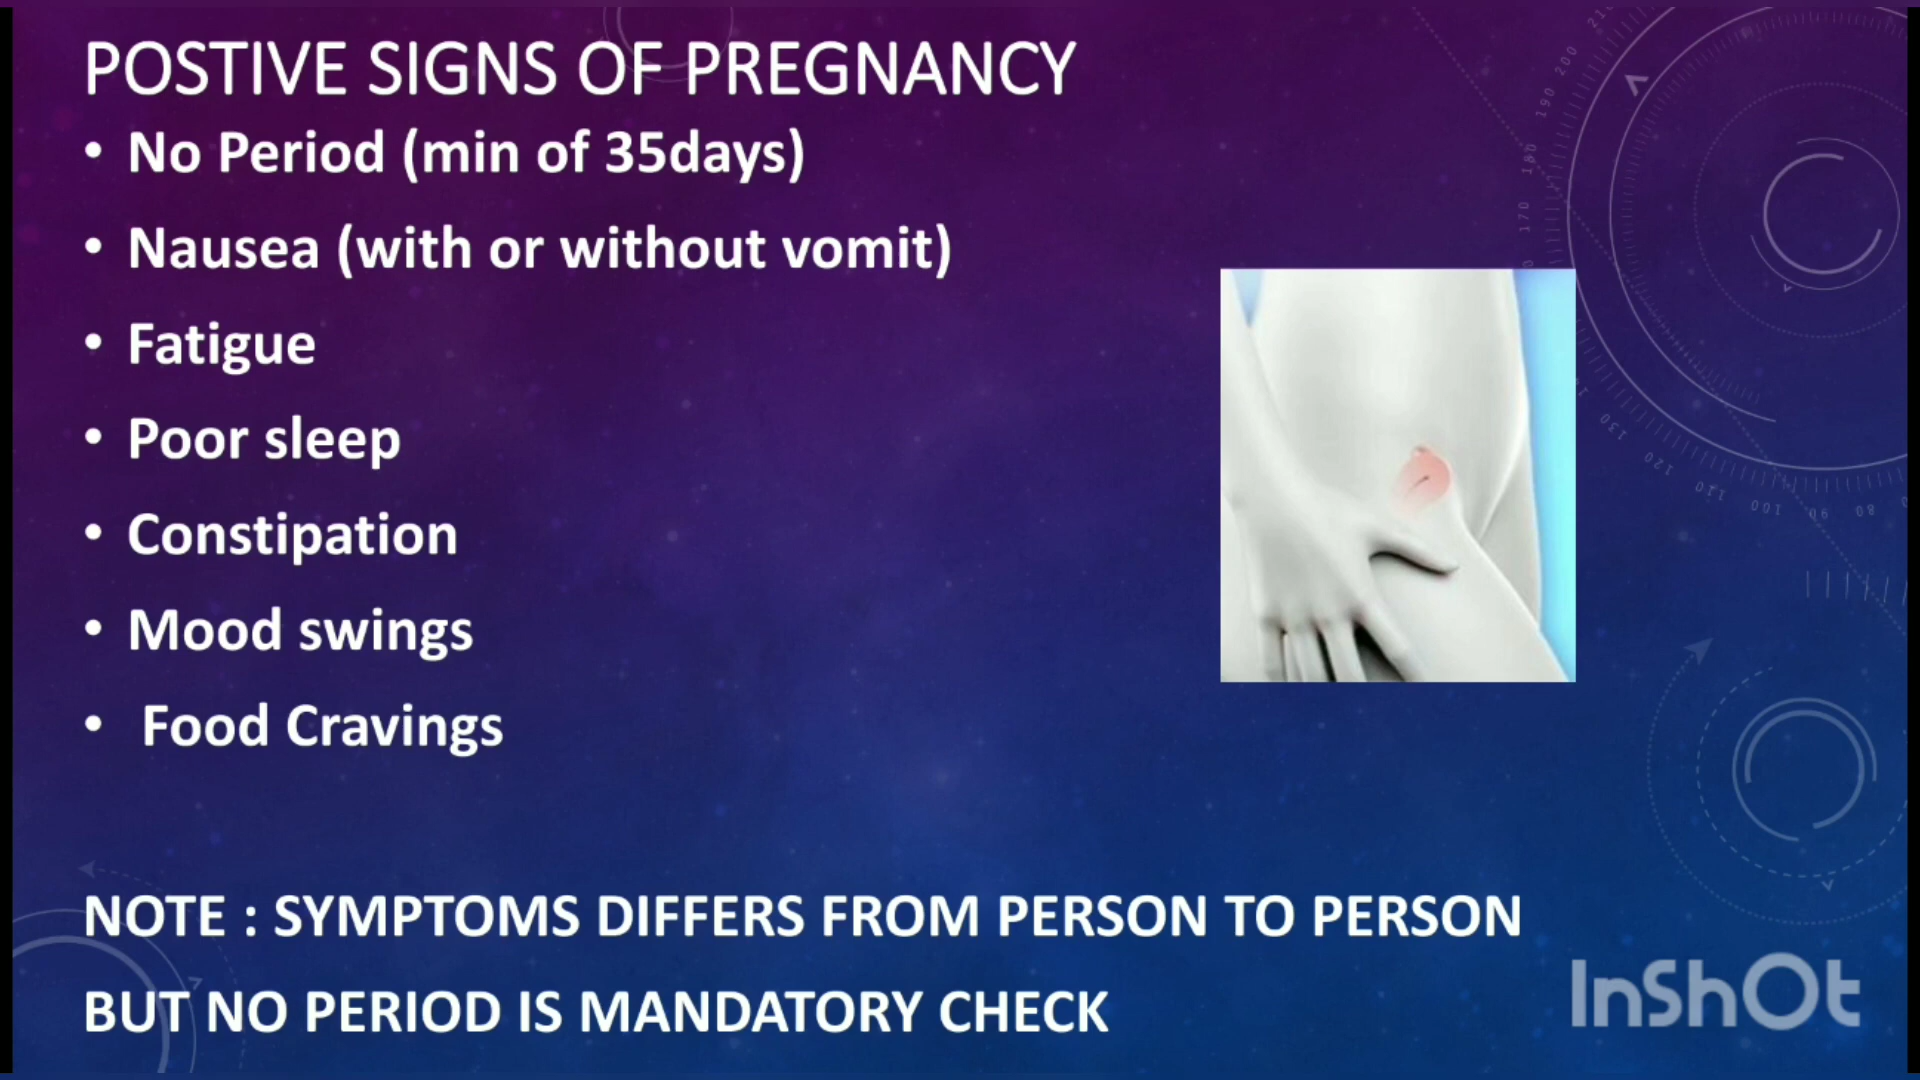 POSTIVE SIGNS OF PREGNANCY
• No Period (min of 35days)
• Nausea (with or without vomit)
• Fatigue
• Poor sleep
• Constipation
• Mood swings
• Food Cravings
NOTE : SYMPTOMS DIFFERS FROM PERSON TO PERSON
BUT NO PERIOD IS MANDATORY CHECK
InShOt